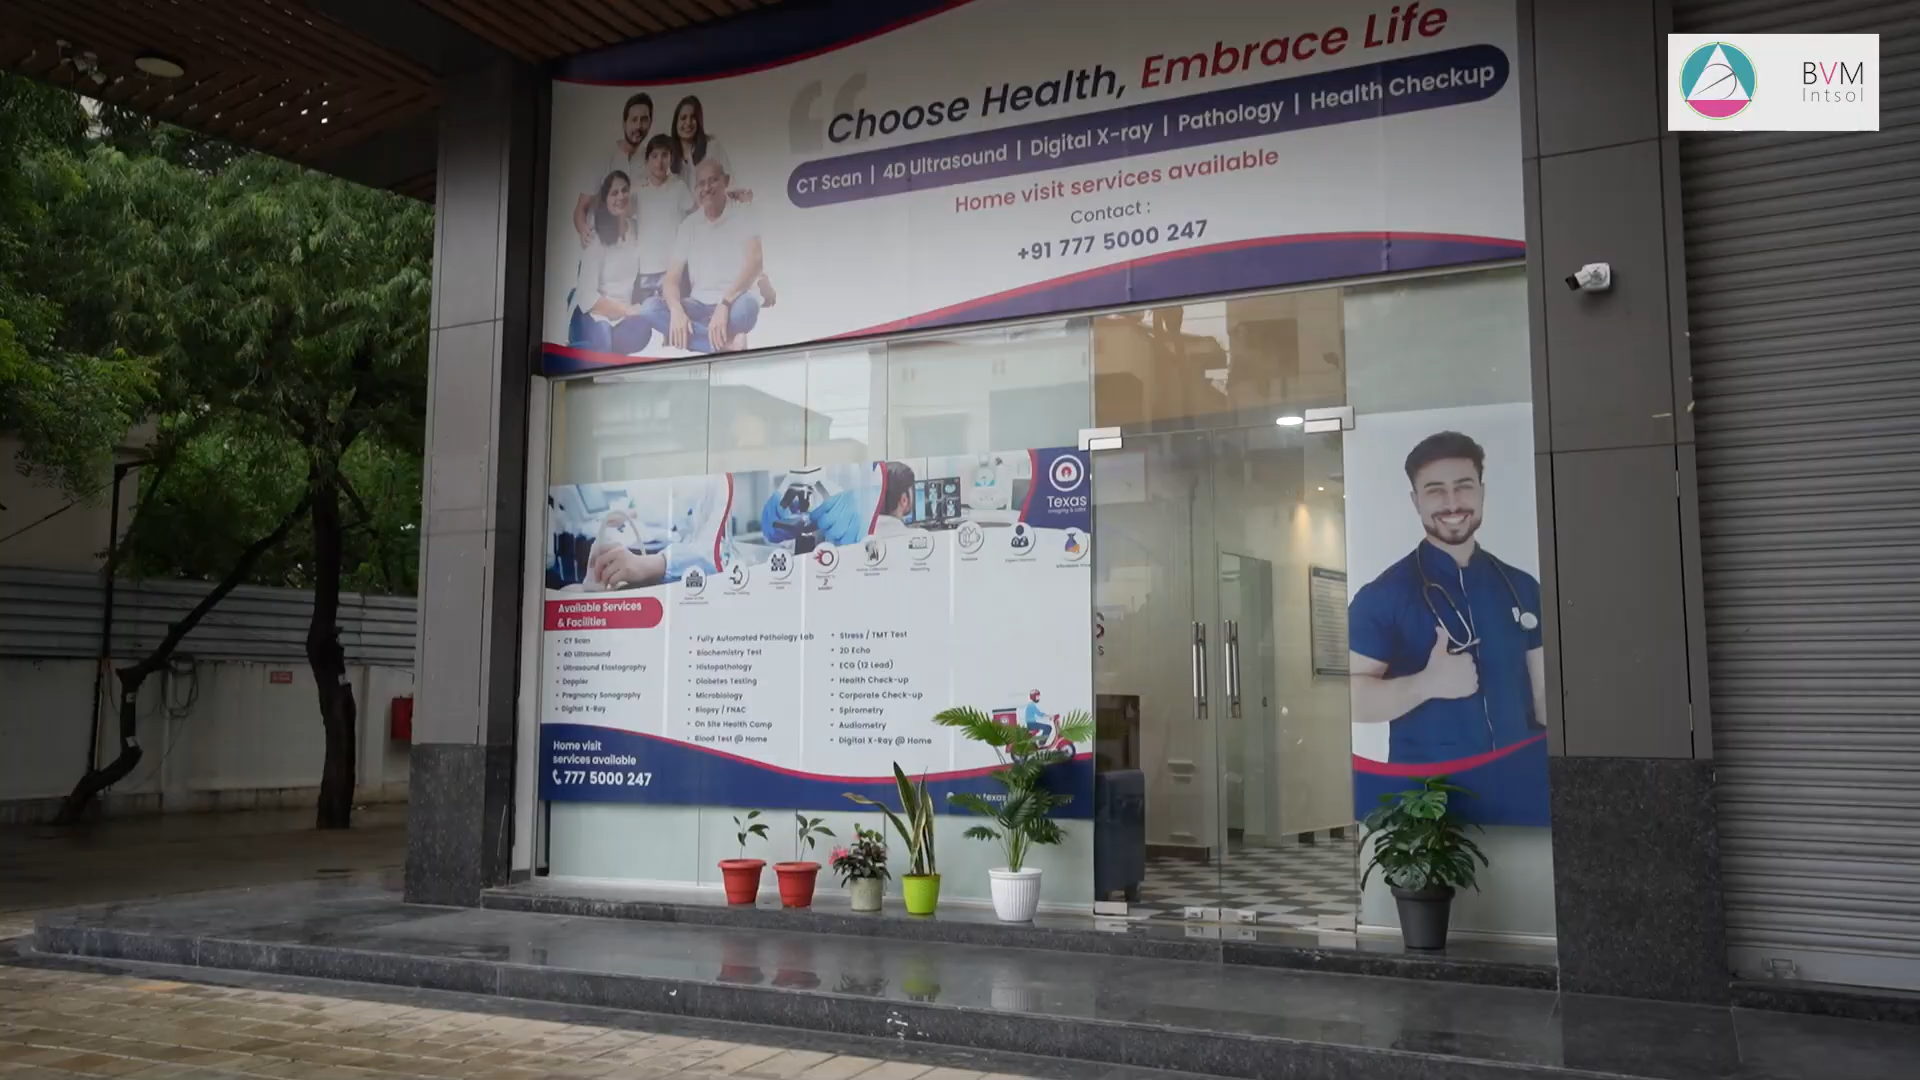 BVM
Intsol
Choose Health, Embrace Life
CT Scan | 4D Ultrasound | Digital X-ray | Pathology | Health Checkup
Home visit services available
Contact :
+91 777 5000 247
Texas
Available Services
& Facilities
• CT Scan
• 4D Ultrasound
• Ultrasound Elastography
• Doppler
• Pregnancy Sonography
• Digital X-Ray
• Fully Automated Pathology Lab
• Biochemistry Test
• Histopathology
• Diabetes Testing
• Microbiology
• Biopsy / FNAC
• On Site Health Camp
• Blood Test @ Home
• Stress / TMT Test
• 2D Echo
• ECG (12 Lead)
• Health Check-up
• Corporate Check-up
• Spirometry
• Audiometry
• Digital X-Ray @ Home
Home visit
services available
777 5000 247